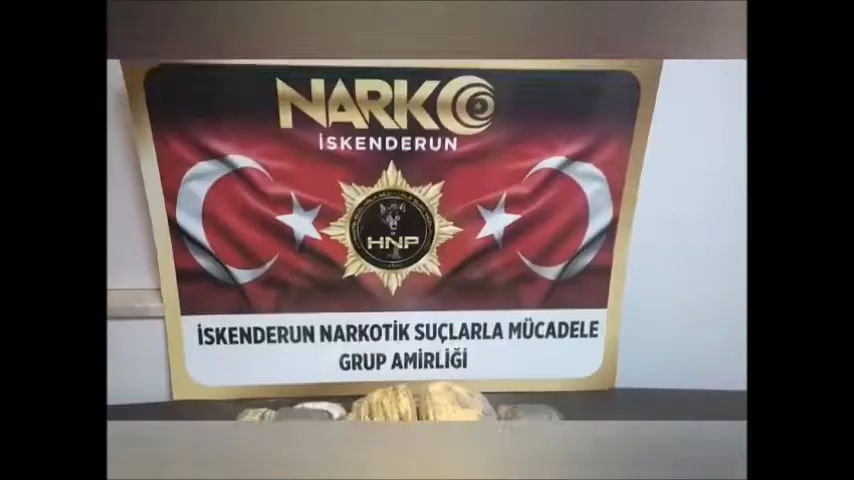 NARKO
İSKENDERUN
HNP
İSKENDERUN NARKOTİK SUÇLARLA MÜCADELE
GRUP AMİRLİĞİ